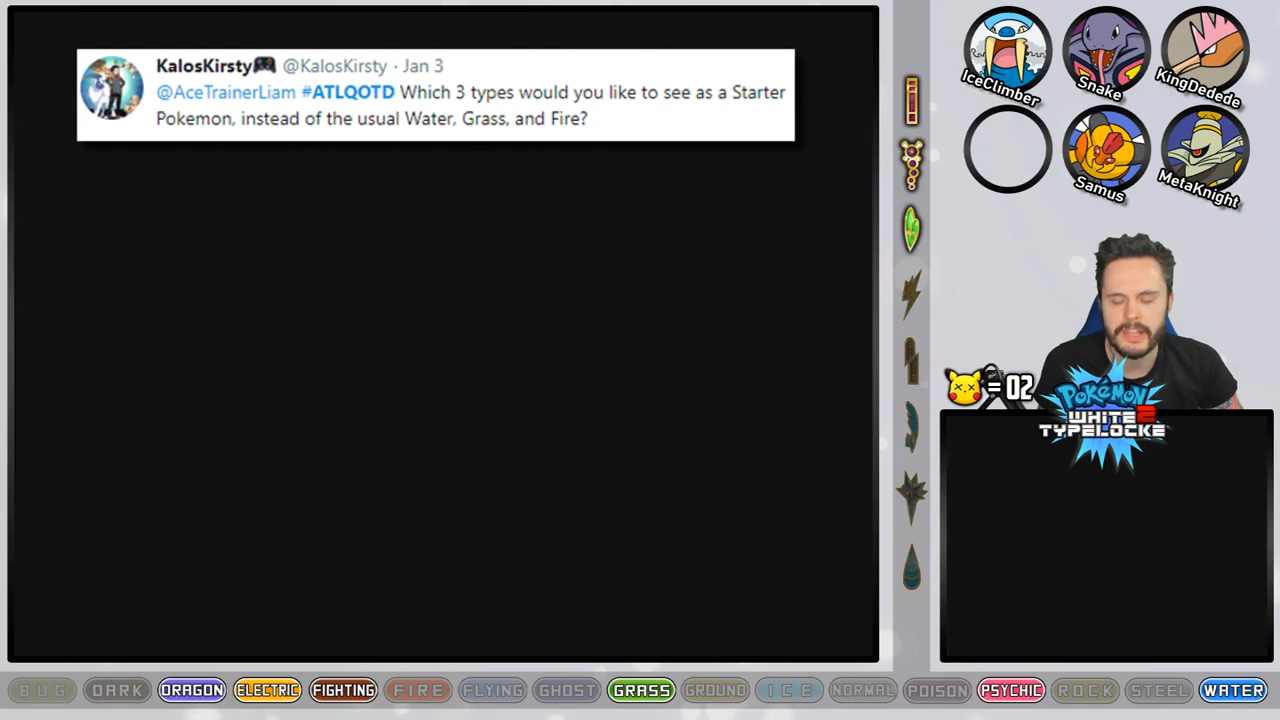 KalosKirsty🎮 @KalosKirsty · Jan 3
@AceTrainerLiam #ATLQOTD Which 3 types would you like to see as a Starter
Pokemon, instead of the usual Water, Grass, and Fire?
IceClimber
Snake
KingDedede
Samus
MetaKnight
= 02
POKéMON
WHITE 2
TYPELOCKE
BUG DARK DRAGON ELECTRIC FIGHTING FIRE FLYING GHOST GRASS GROUND ICE NORMAL POISON PSYCHIC ROCK STEEL WATER